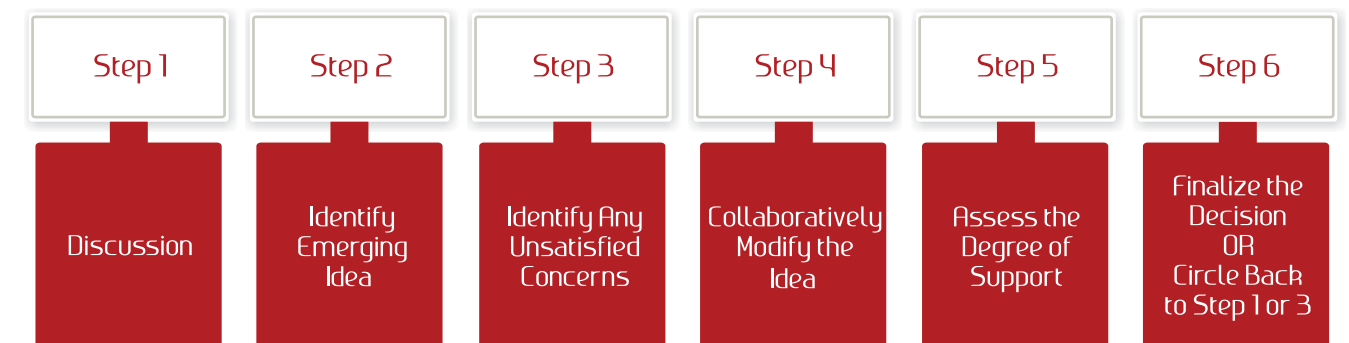 Step 1
Discussion
Step 2
Identify
Emerging
Idea
Step 3
Identify Any
Unsatisfied
Concerns
Step 4
Collaboratively
Modify the
Idea
Step 5
Assess the
Degree of
Support
Step 6
Finalize the
Decision
OR
Circle Back
to Step 1 or 3